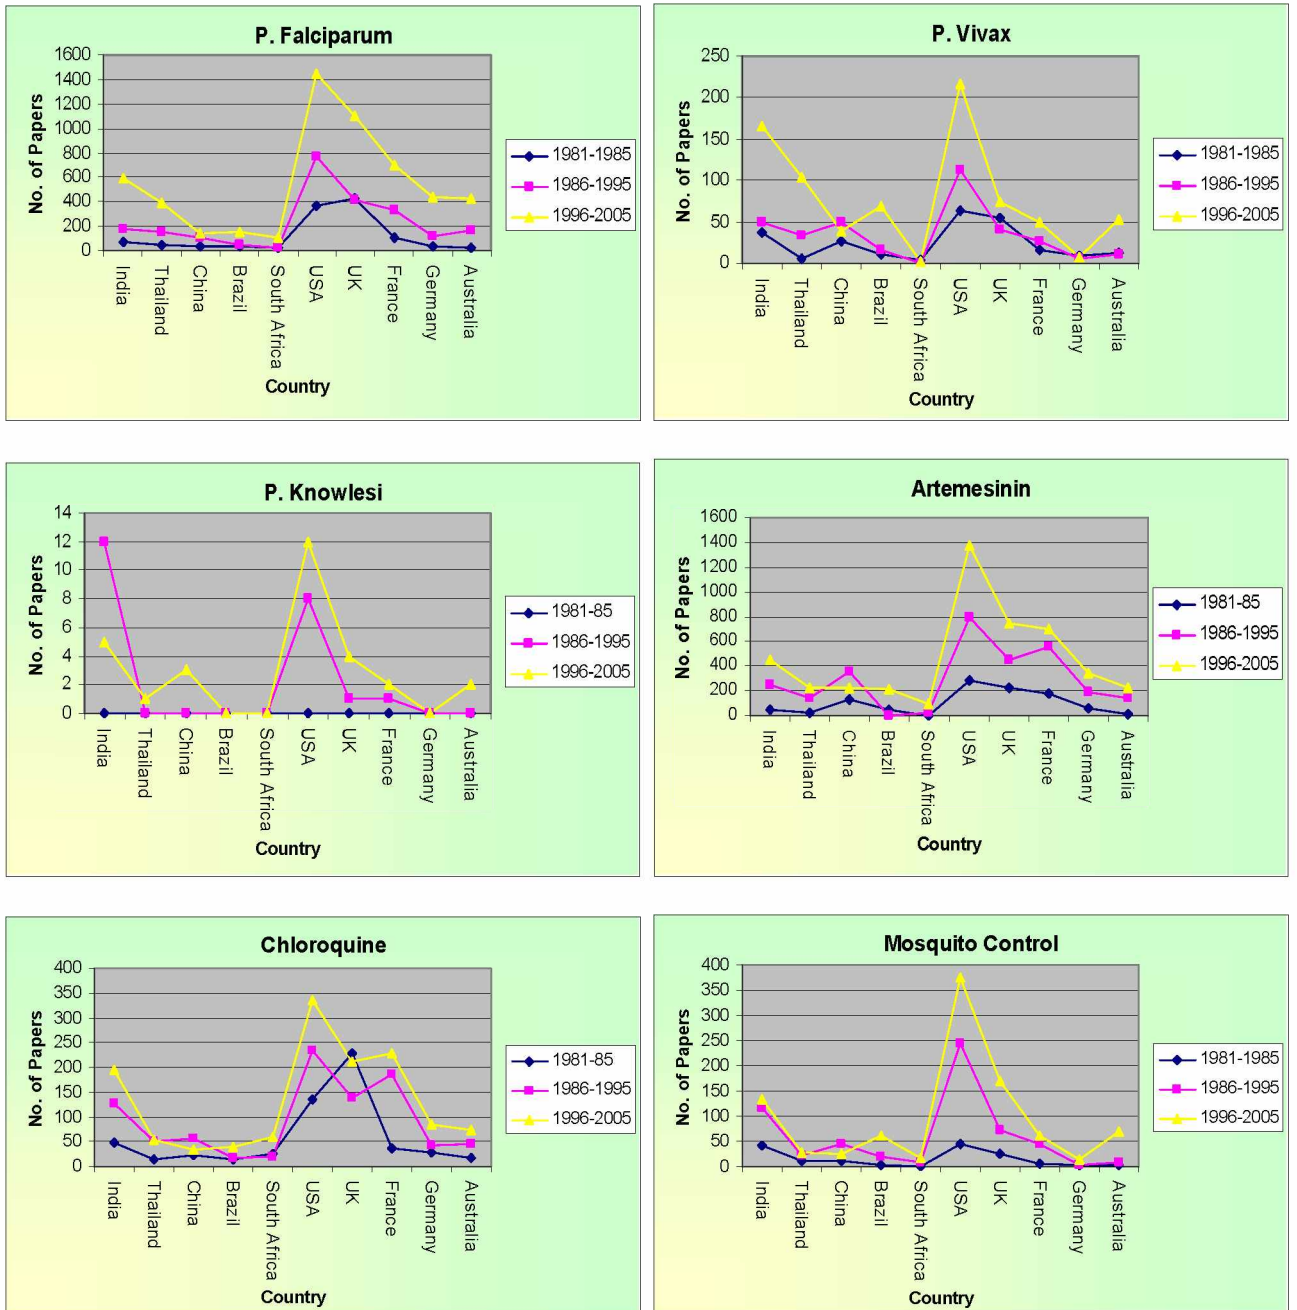 P. Falciparum
1600
1400
1200
1000
800
600
400
200
0
No. of Papers
India
Thailand
China
Brazil
South Africa
USA
UK
France
Germany
Australia
Country
1981-1985
1986-1995
1996-2005
P. Vivax
250
200
150
100
50
0
No. of Papers
India
Thailand
China
Brazil
South Africa
USA
UK
France
Germany
Australia
Country
1981-1985
1986-1995
1996-2005
P. Knowlesi
14
12
10
8
6
4
2
0
No. of Papers
India
Thailand
China
Brazil
South Africa
USA
UK
France
Germany
Australia
Country
1981-85
1986-1995
1996-2005
Artemesinin
1600
1400
1200
1000
800
600
400
200
0
No. of Papers
India
Thailand
China
Brazil
South Africa
USA
UK
France
Germany
Australia
Country
1981-85
1986-1995
1996-2005
Chloroquine
400
350
300
250
200
150
100
50
0
No. of Papers
India
Thailand
China
Brazil
South Africa
USA
UK
France
Germany
Australia
Country
1981-85
1986-1995
1996-2005
Mosquito Control
400
350
300
250
200
150
100
50
0
No. of Papers
India
Thailand
China
Brazil
South Africa
USA
UK
France
Germany
Australia
Country
1981-1985
1986-1995
1996-2005